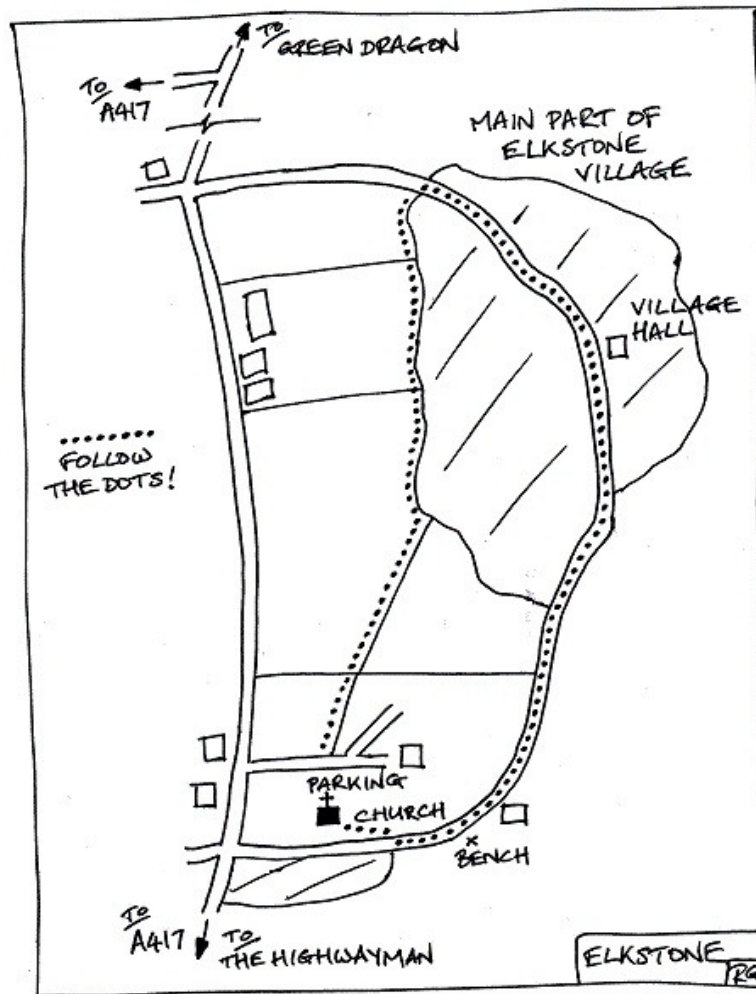 TO
GREEN DRAGON
TO
A417
MAIN PART OF
ELKSTONE
VILLAGE
VILLAGE
HALL
FOLLOW
THE DOTS!
PARKING
CHURCH
BENCH
TO
A417
TO
THE HIGHWAYMAN
ELKSTONE